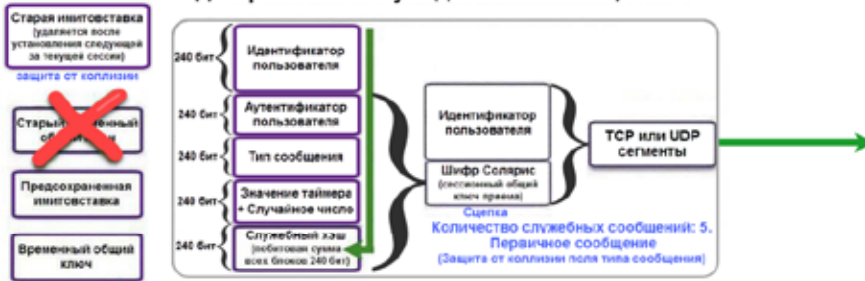 Старая имитовставка
(удаляется после
установления следующей
за текущей сессии)
защита от коллизии
Старый
Предсохраненная
имитовставка
Временный общий
ключ
240 бит
Идентификатор
пользователя
240 бит
Аутентификатор
пользователя
240 бит
Тип сообщения
240 бит
Значение таймера
+ Случайное число
240 бит
Служебный хэш
(побитовая сумма
всех блоков 240 бит)
Идентификатор
пользователя
Шифр Солярис
(сессионный общий
ключ приема)
Сцепка
TCP или UDP
сегменты
Количество служебных сообщений: 5.
Первичное сообщение
(Защита от коллизии поля типа сообщения)